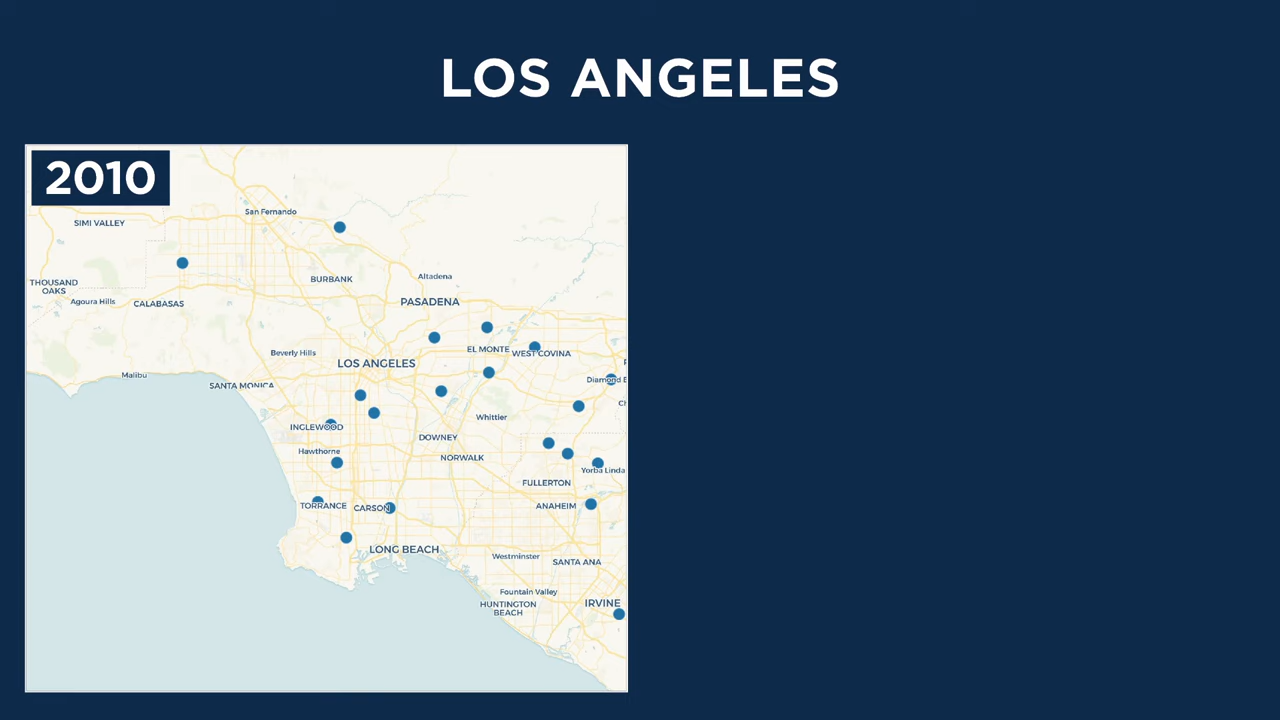 LOS ANGELES
2010
San Fernando
SIMI VALLEY
BURBANK
Altadena
THOUSAND
OAKS
Agoura Hills
CALABASAS
PASADENA
Beverly Hills
LOS ANGELES
EL MONTE
WEST COVINA
Malibu
SANTA MONICA
Diamond B
Ch
Whittier
INGLEWOOD
DOWNEY
Hawthorne
NORWALK
Yorba Linda
FULLERTON
TORRANCE
CARSON
ANAHEIM
LONG BEACH
Westminster
SANTA ANA
Fountain Valley
HUNTINGTON
BEACH
IRVINE